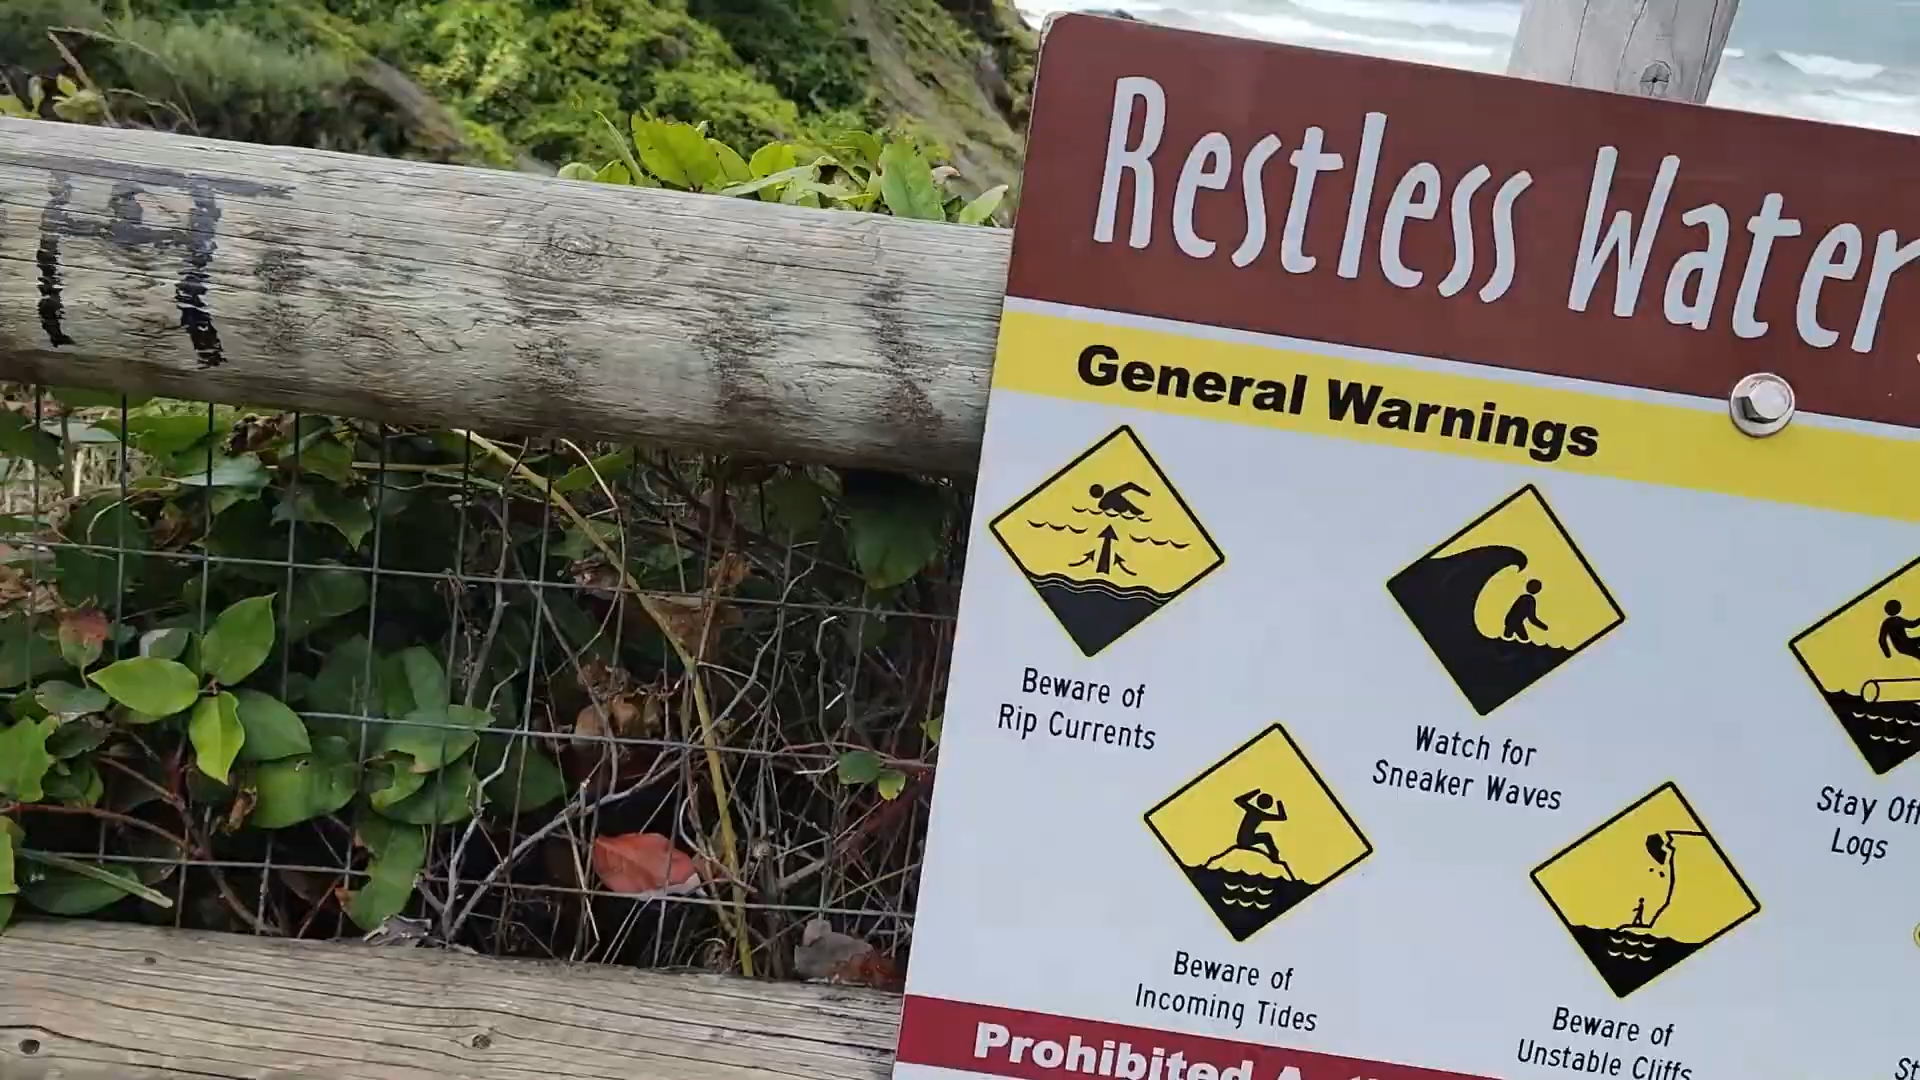 Restless Water
General Warnings
Beware of
Rip Currents
Watch for
Sneaker Waves
Stay Off
Logs
Beware of
Incoming Tides
Beware of
Unstable Cliffs
Prohibited